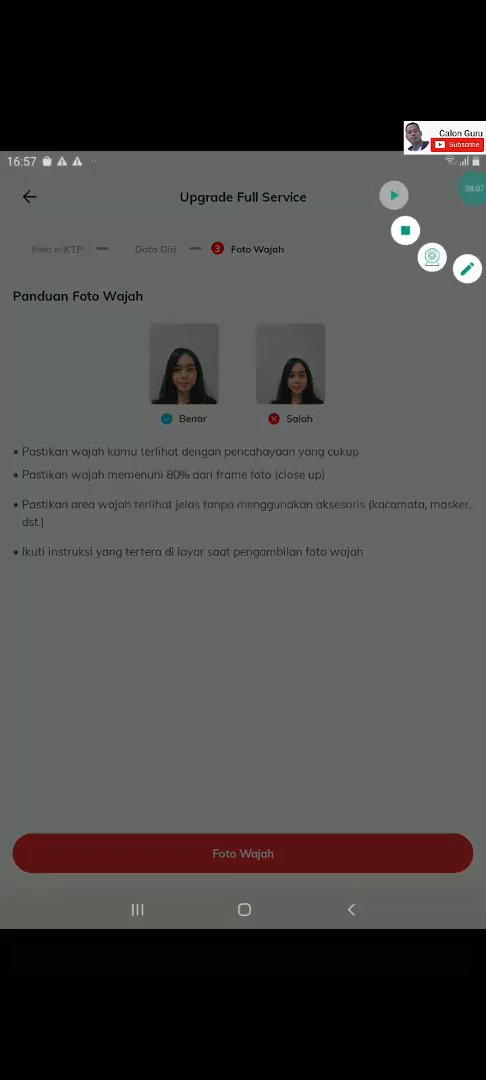 Calon Guru
Subscribe
16:57
08:07
Upgrade Full Service
Foto e-KTP
Data Diri
3 Foto Wajah
Panduan Foto Wajah
Benar
Salah
• Pastikan wajah kamu terlihat dengan pencahayaan yang cukup
• Pastikan wajah memenuhi 80% dari frame foto (close up)
• Pastikan area wajah terlihat jelas tanpa menggunakan aksesoris (kacamata, masker,
dst.)
• Ikuti instruksi yang tertera di layar saat pengambilan foto wajah
Foto Wajah